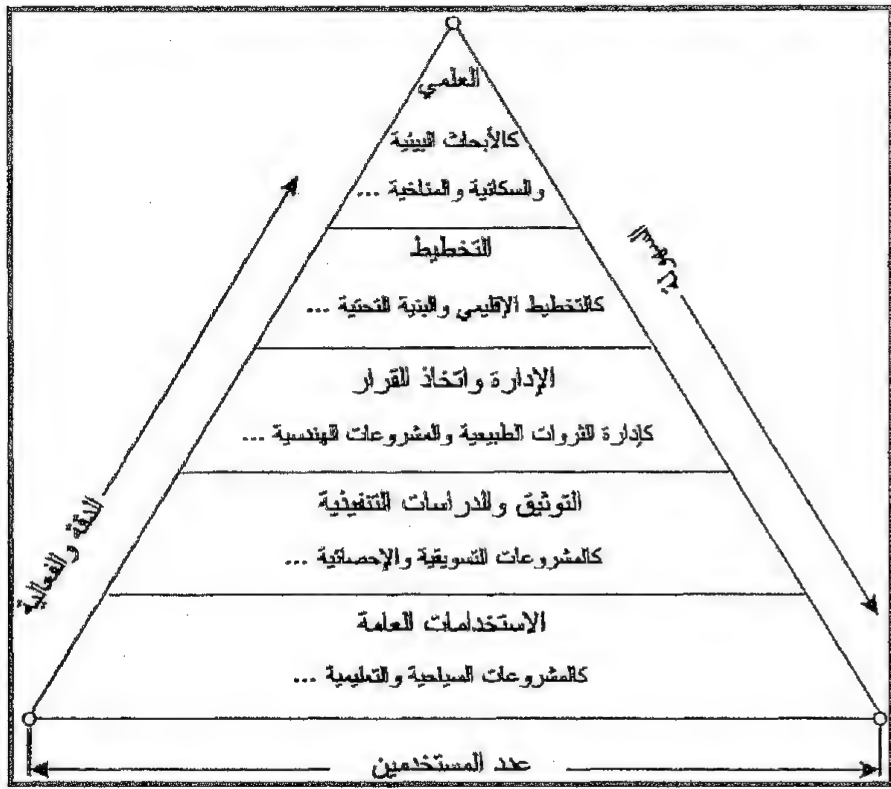 العلمي
كالأبحاث البيئية
والسكانية والمناخية ...
السهولة
التخطيط
كالتخطيط الإقليمي والبنية التحتية ...
الإدارة واتخاذ القرار
كإدارة الثروات الطبيعية والمشروعات الهندسية ...
التوثيق والدراسات التنفيذية
كالمشروعات التسويقية والإحصائية ...
الدقة والفعالية
الاستخدامات العامة
كالمشروعات السياحية والتعليمية ...
عدد المستخدمين